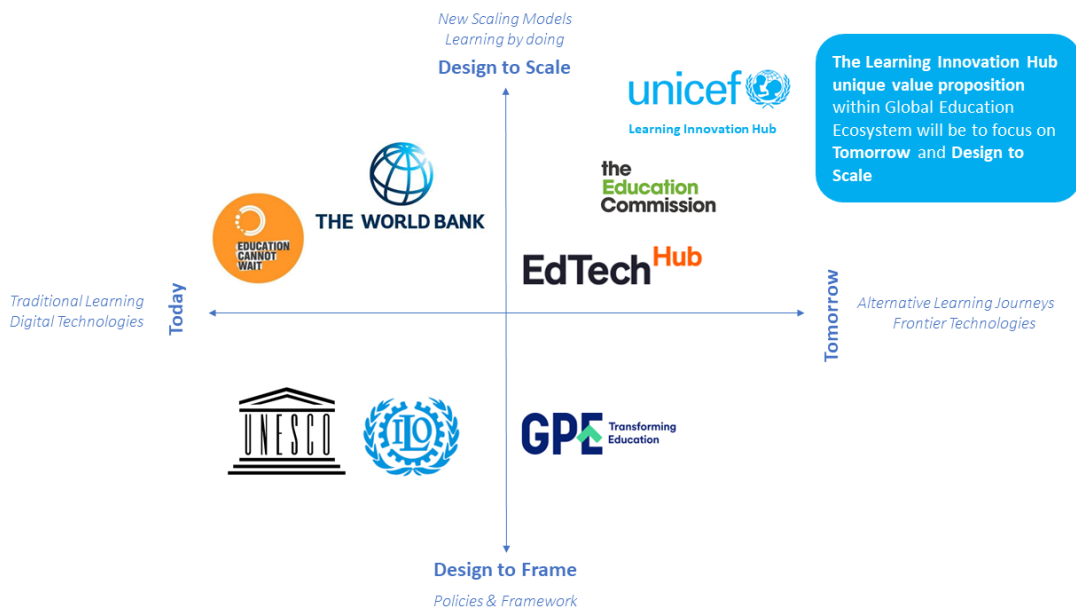 New Scaling Models
Learning by doing
Design to Scale
unicef
Learning Innovation Hub
The Learning Innovation Hub
unique value proposition
within Global Education
Ecosystem will be to focus on
Tomorrow and Design to
Scale
THE WORLD BANK
the
Education
Commission
EDUCATION
CANNOT
WAIT
EdTech Hub
Traditional Learning
Digital Technologies
Today
Tomorrow
Alternative Learning Journeys
Frontier Technologies
UNESCO
ILO
GPE
Transforming
Education
Design to Frame
Policies & Framework